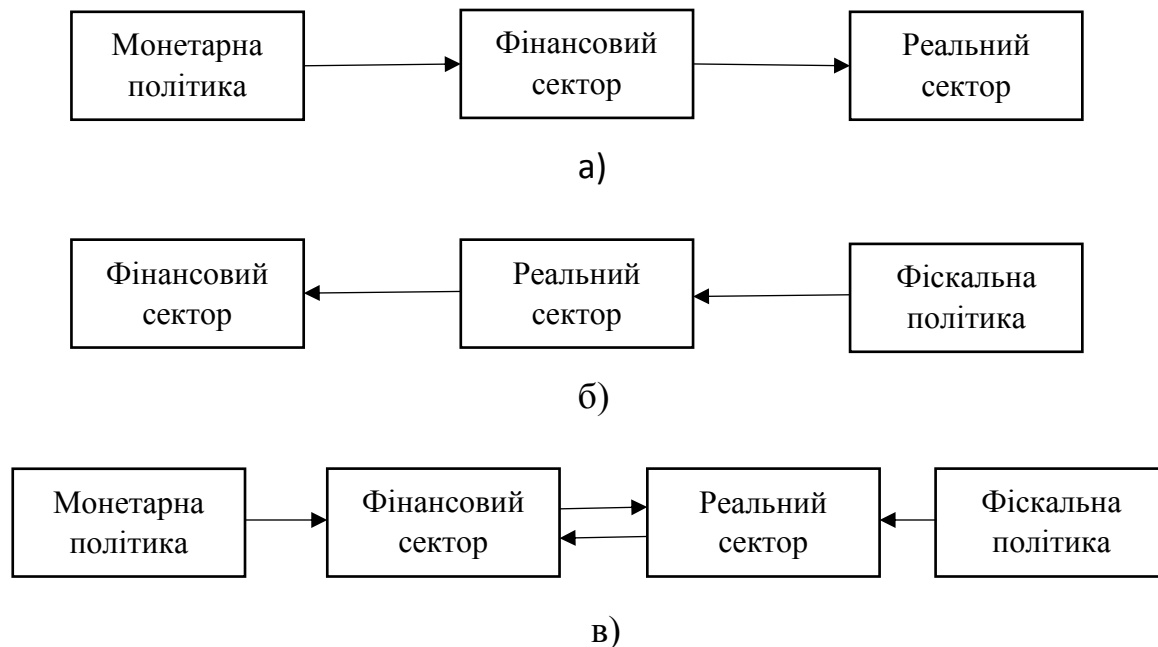 Монетарна
політика
Фінансовий
сектор
Реальний
сектор
а)
Фінансовий
сектор
Реальний
сектор
Фіскальна
політика
б)
Монетарна
політика
Фінансовий
сектор
Реальний
сектор
Фіскальна
політика
в)